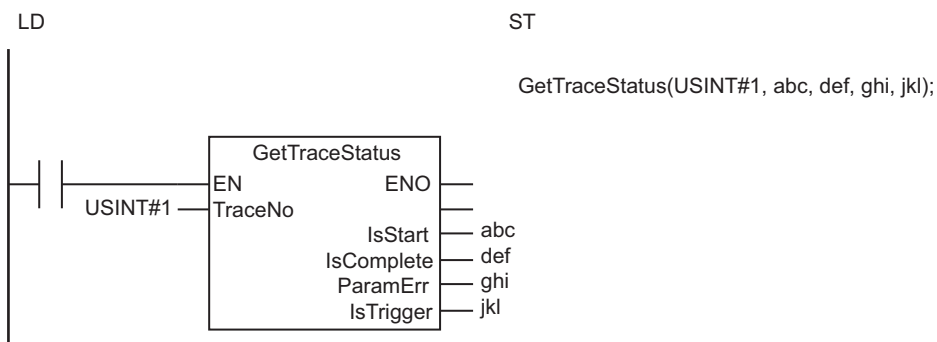 LD ST
GetTraceStatus(USINT#1, abc, def, ghi, jkl);
GetTraceStatus
EN ENO
USINT#1 TraceNo
IsStart abc
IsComplete def
ParamErr ghi
IsTrigger jkl